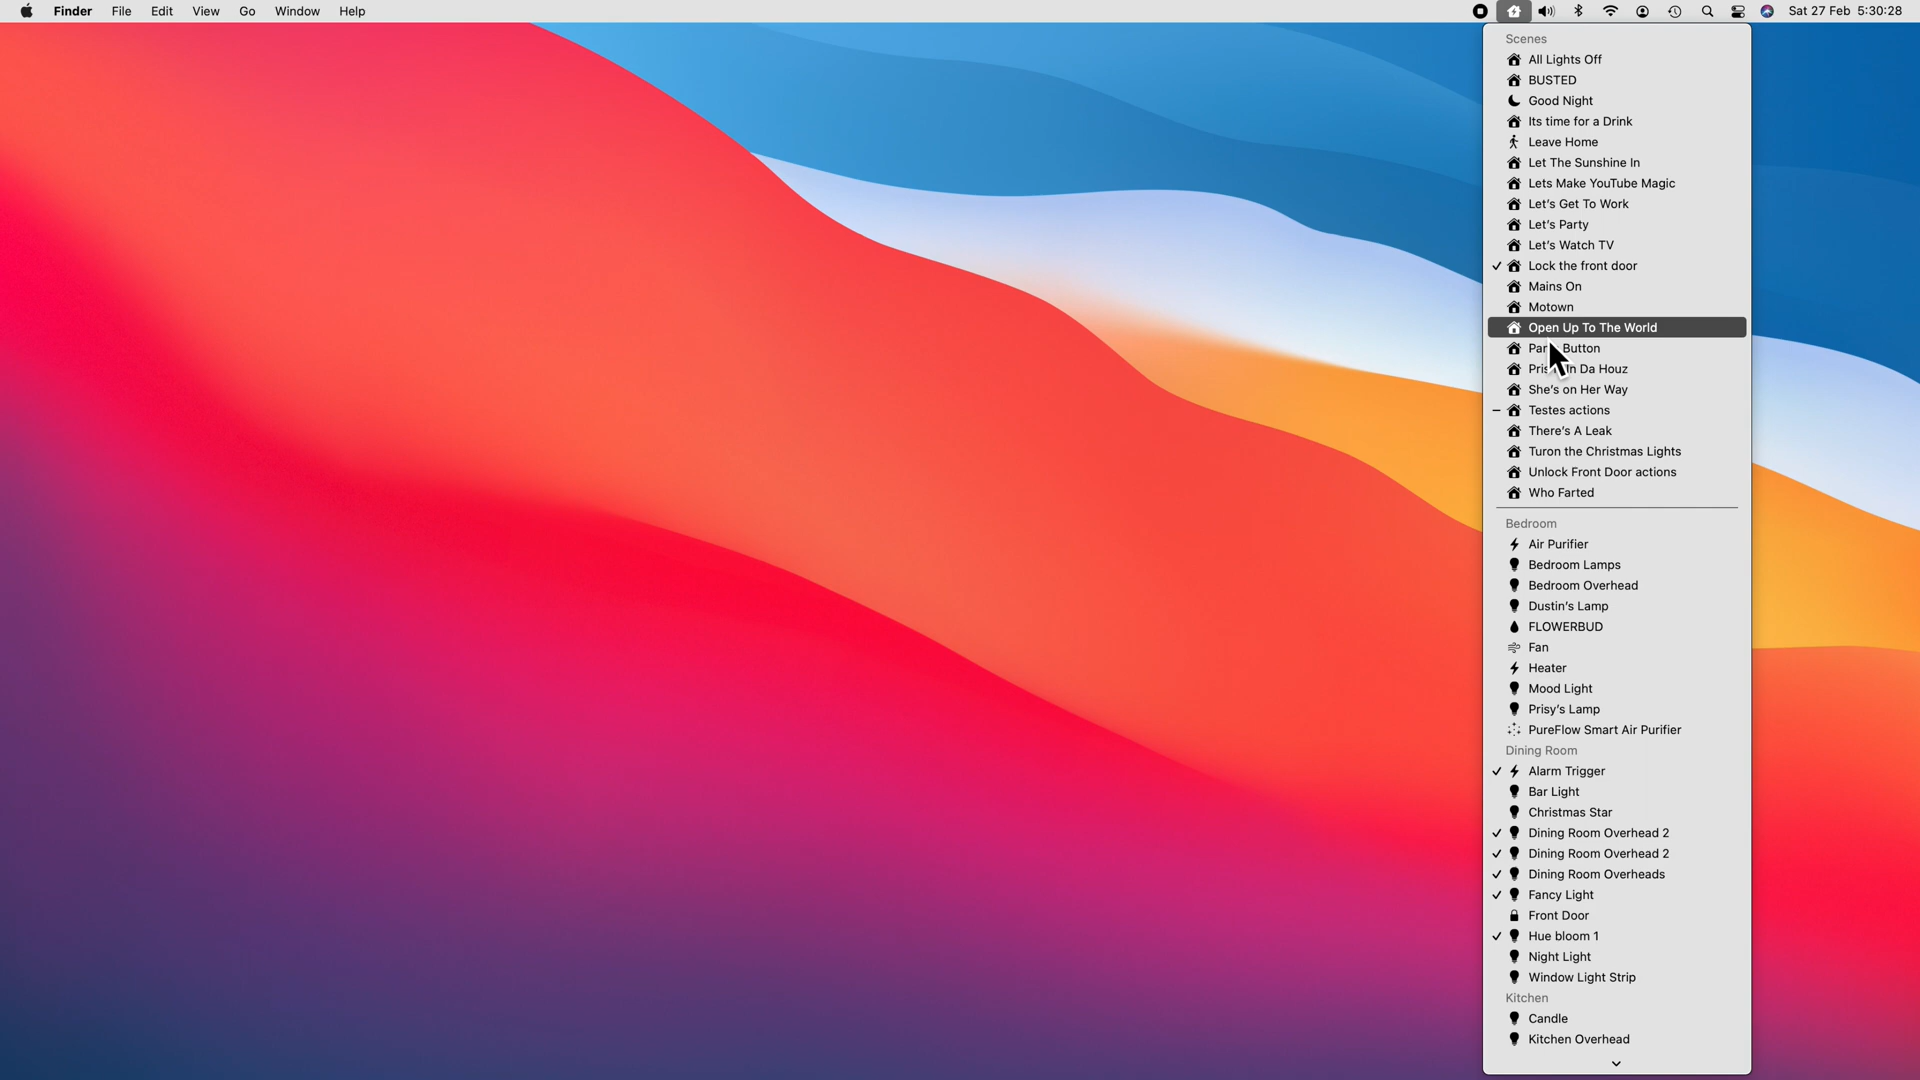 Finder File Edit View Go Window Help Sat 27 Feb 5:30:28
Scenes
All Lights Off
BUSTED
Good Night
Its time for a Drink
Leave Home
Let The Sunshine In
Lets Make YouTube Magic
Let's Get To Work
Let's Party
Let's Watch TV
Lock the front door
Mains On
Motown
Open Up To The World
Button
Da Houz
She's on Her Way
Testes actions
There's A Leak
Turon the Christmas Lights
Unlock Front Door actions
Who Farted
Bedroom
Air Purifier
Bedroom Lamps
Bedroom Overhead
Dustin's Lamp
FLOWERBUD
Fan
Heater
Mood Light
Prisy's Lamp
PureFlow Smart Air Purifier
Dining Room
Alarm Trigger
Bar Light
Christmas Star
Dining Room Overhead 2
Dining Room Overhead 2
Dining Room Overheads
Fancy Light
Front Door
Hue bloom 1
Night Light
Window Light Strip
Kitchen
Candle
Kitchen Overhead